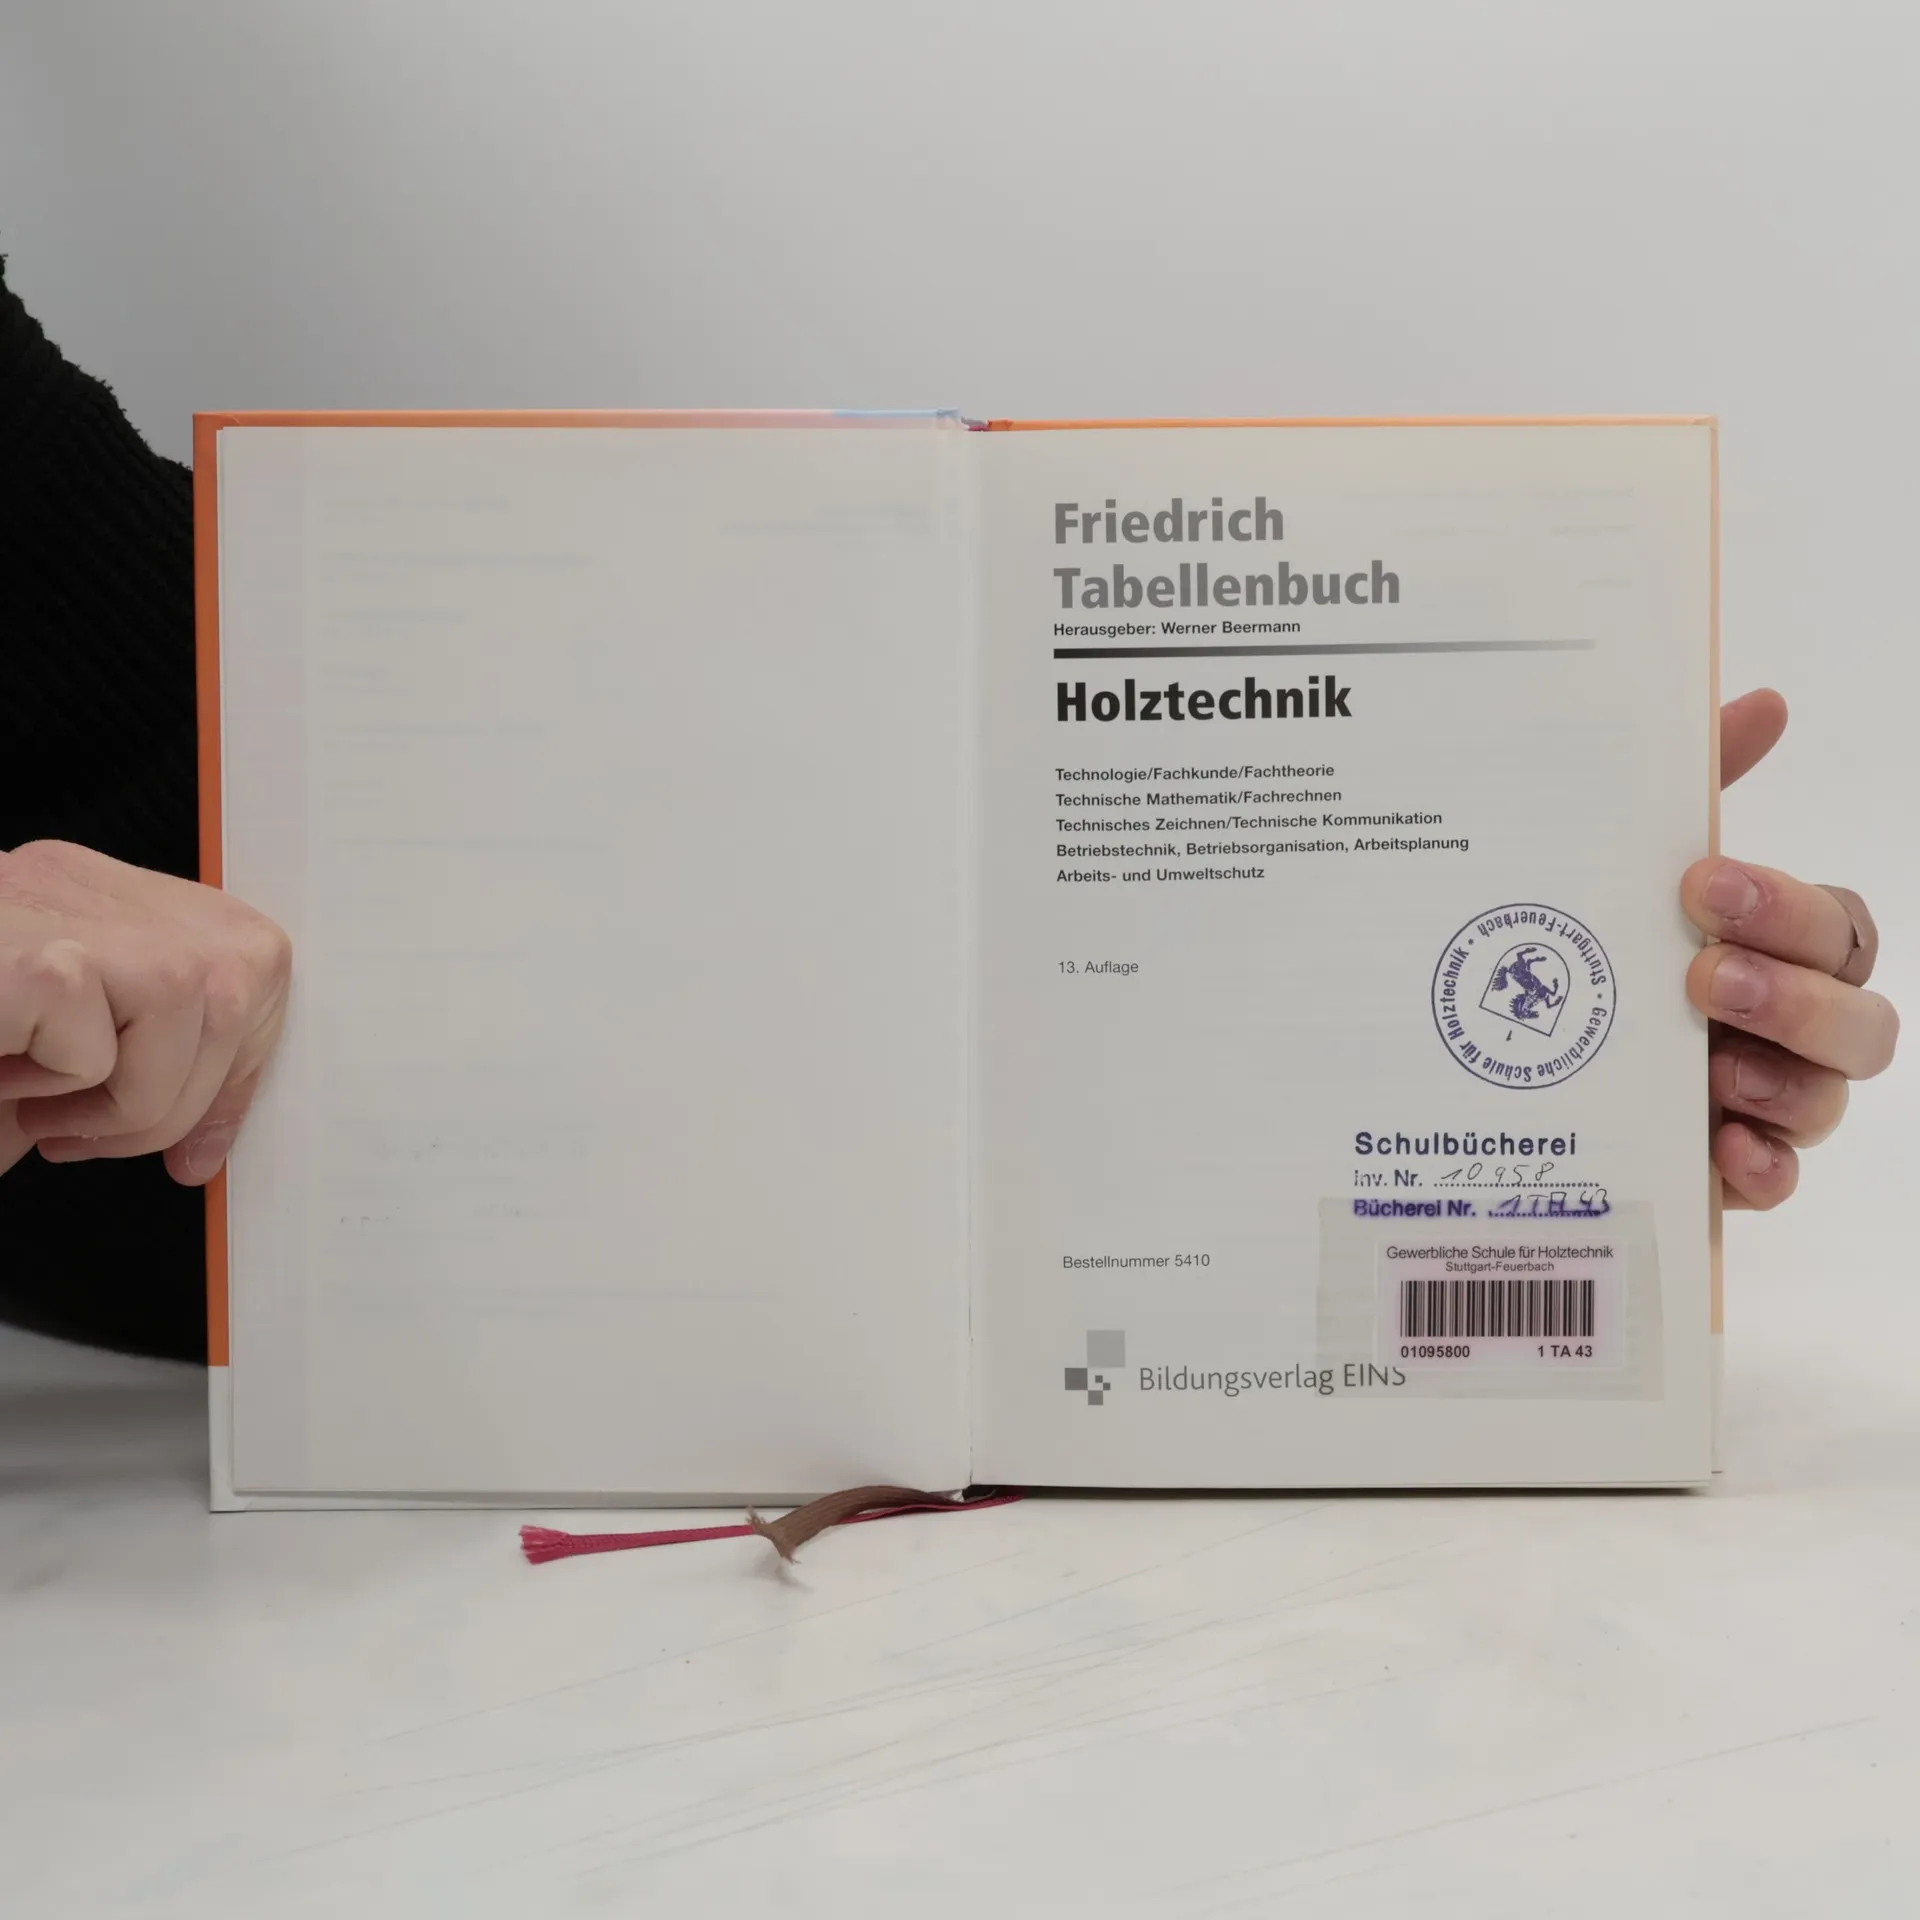 Friedrich
Tabellenbuch
Herausgeber: Werner Beermann
Holztechnik
Technologie/Fachkunde/Fachtheorie
Technische Mathematik/Fachrechnen
Technisches Zeichnen/Technische Kommunikation
Betriebstechnik, Betriebsorganisation, Arbeitsplanung
Arbeits- und Umweltschutz
13. Auflage
Gewerbliche Schule für Holztechnik • Stuttgart-Feuerbach •
1
Schulbücherei
Inv. Nr. 10958
Bücherei Nr. 1TA43
Bestellnummer 5410
Gewerbliche Schule für Holztechnik
Stuttgart-Feuerbach
01095800 1 TA 43
Bildungsverlag EINS